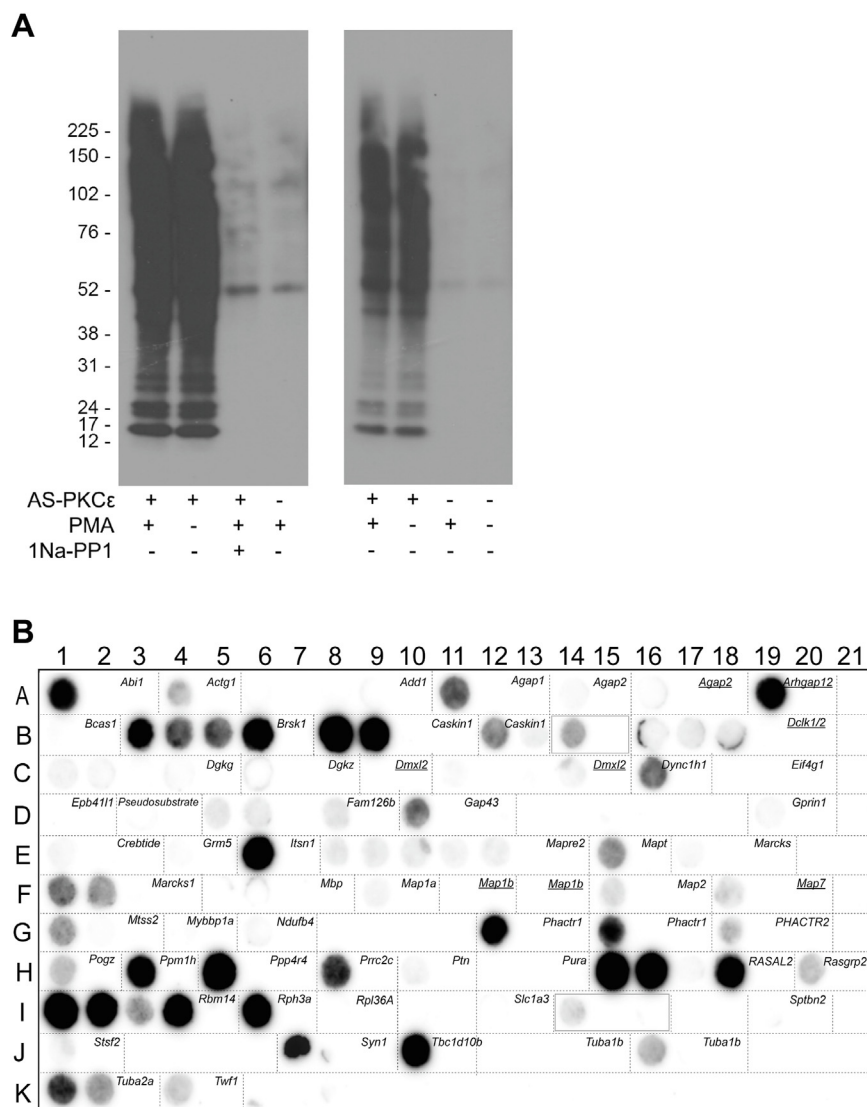 A
225 -
150 -
102 -
76 -
52 -
38 -
31 -
24 -
17 -
12 -
AS-PKCε + + + - + + - -
PMA + - + + + - + -
1Na-PP1 - - + - - - - -
B
1 2 3 4 5 6 7 8 9 10 11 12 13 14 15 16 17 18 19 20 21
A Abi1 Actg1 Add1 Agap1 Agap2 Agap2 Arhgap12
B Bcas1 Brsk1 Caskin1 Caskin1 Dclk1/2
C Dgkg Dgkz Dmxl2 Dmxl2 Dync1h1 Eif4g1
D Epb41l1 Pseudosubstrate Fam126b Gap43 Gprin1
E Crebtide Grm5 Itsn1 Mapre2 Mapt Marcks
F Marcks1 Mbp Map1a Map1b Map1b Map2 Map7
G Mtss2 Mybbp1a Ndufb4 Phactr1 Phactr1 PHACTR2
H Pogz Ppm1h Ppp4r4 Prrc2c Ptn Pura RASAL2 Rasgrp2
I Rbm14 Rph3a Rpl36A Slc1a3 Sptbn2
J Stsf2 Syn1 Tbc1d10b Tuba1b Tuba1b
K Tuba2a Twf1